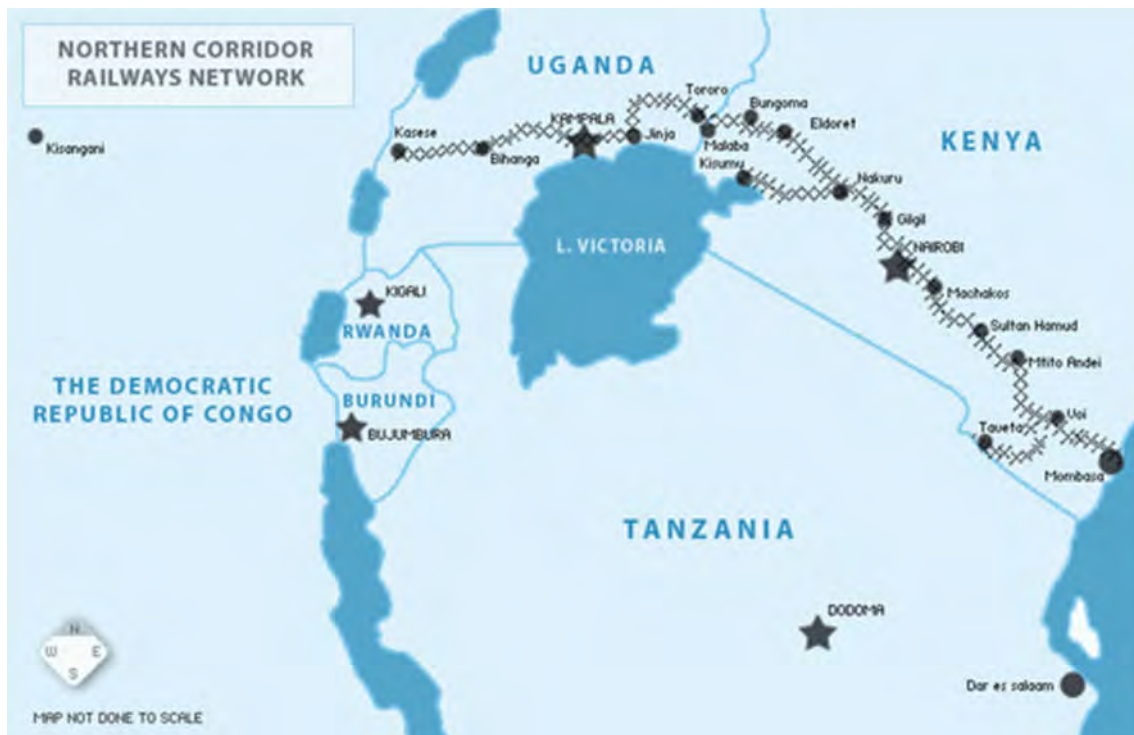 NORTHERN CORRIDOR
RAILWAYS NETWORK
UGANDA
Tororo
Bungoma
Kisangani
Kasese
KAMPALA
Jinja
Malaba
Eldoret
KENYA
Bihanga
Kisumu
Nakuru
Gilgil
L. VICTORIA
NAIROBI
KIGALI
Machakos
RWANDA
Sultan Hamud
Mtito Andei
THE DEMOCRATIC
REPUBLIC OF CONGO
BURUNDI
BUJUMBURA
Voi
Taveta
Mombasa
TANZANIA
DODOMA
N
W E
S
Dar es salaam
MAP NOT DONE TO SCALE